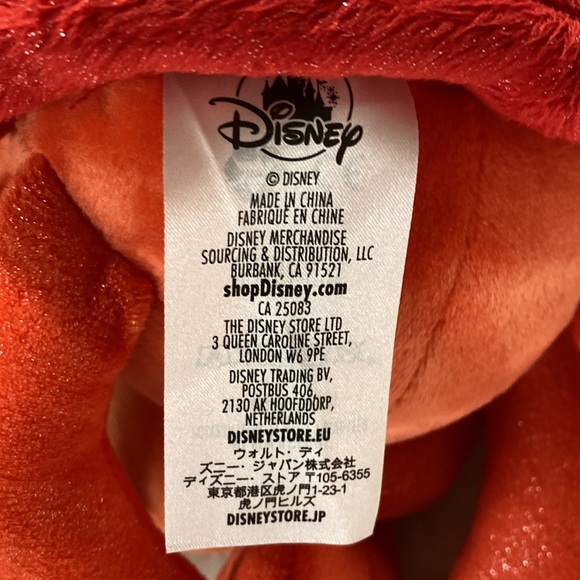 Disney
© DISNEY
MADE IN CHINA
FABRIQUÉ EN CHINE
DISNEY MERCHANDISE
SOURCING & DISTRIBUTION, LLC
BURBANK, CA 91521
shopDisney.com
CA 25083
THE DISNEY STORE LTD
3 QUEEN CAROLINE STREET,
LONDON W6 9PE
DISNEY TRADING BV,
POSTBUS 406,
2130 AK HOOFDDORP,
NETHERLANDS
DISNEYSTORE.EU
ウォルト・ディ
ズニー・ジャパン株式会社
ディズニー・ストア 〒105-6355
東京都港区虎ノ門1-23-1
虎ノ門ヒルズ
DISNEYSTORE.JP